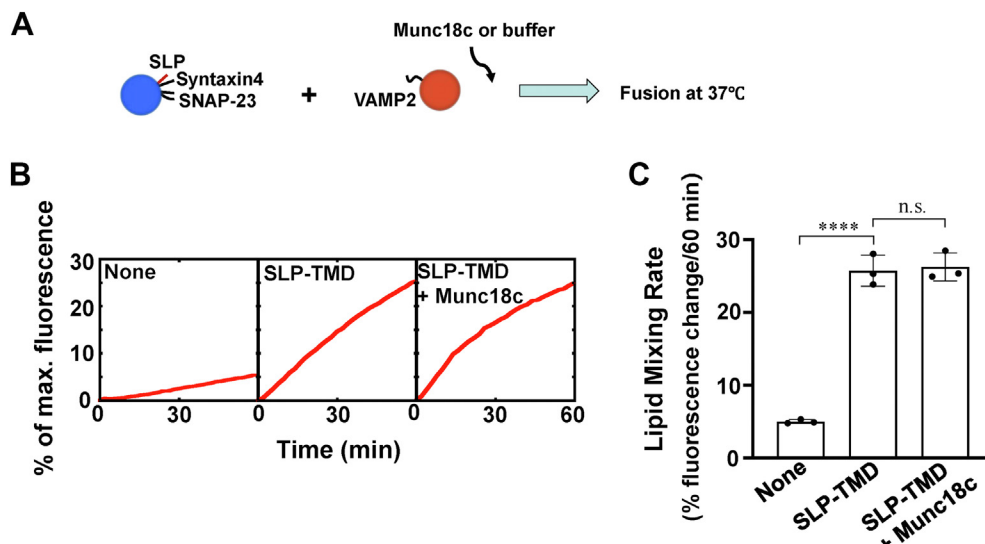 A
Munc18c or buffer
SLP
Syntaxin4
SNAP-23
+
VAMP2
Fusion at 37℃
B
% of max. fluorescence
30
20
10
0
None
SLP-TMD
SLP-TMD
+ Munc18c
0
30
0
30
0
30
60
Time (min)
C
Lipid Mixing Rate
(% fluorescence change/60 min)
30
20
10
0
****
n.s.
None
SLP-TMD
SLP-TMD
+ Munc18c